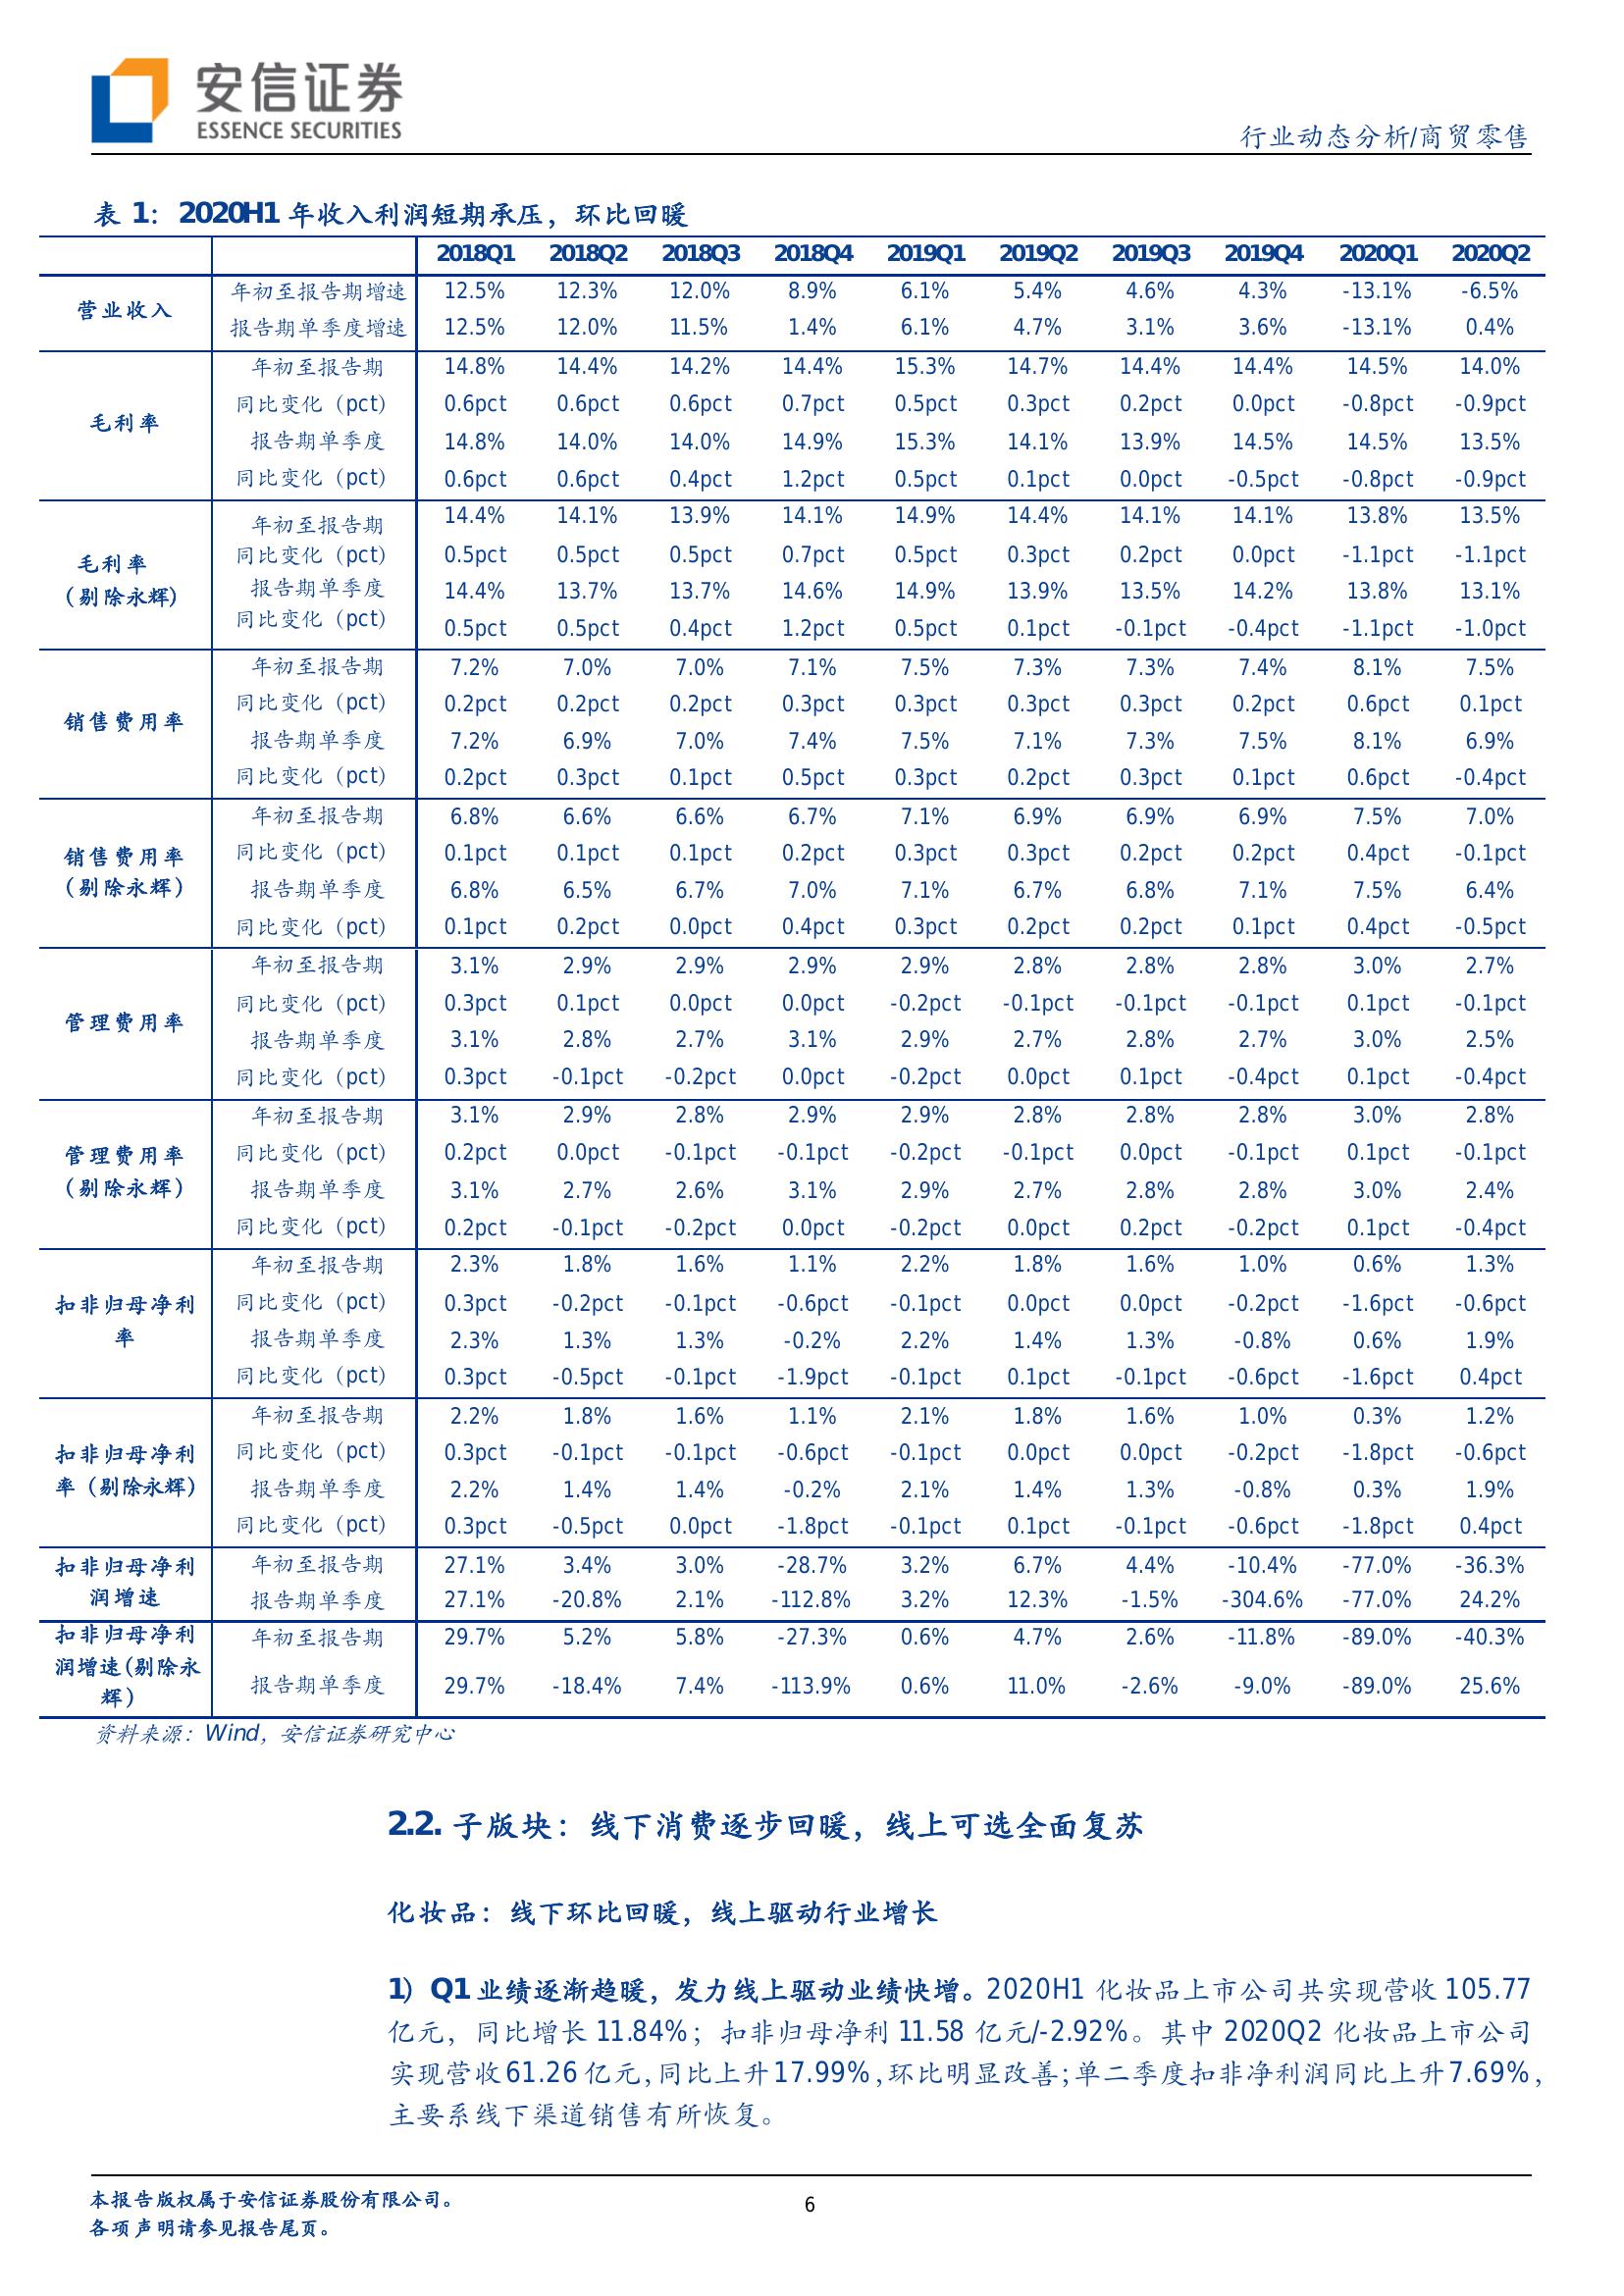 安信证券
ESSENCE SECURITIES
行业动态分析/商贸零售
表 1： 2020H1 年收入利润短期承压，环比回暖
2018Q1 2018Q2 2018Q3 2018Q4 2019Q1 2019Q2 2019Q3 2019Q4 2020Q1 2020Q2
营业收入
年初至报告期增速 12.5% 12.3% 12.0% 8.9% 6.1% 5.4% 4.6% 4.3% -13.1% -6.5%
报告期单季度增速 12.5% 12.0% 11.5% 1.4% 6.1% 4.7% 3.1% 3.6% -13.1% 0.4%
毛利率
年初至报告期 14.8% 14.4% 14.2% 14.4% 15.3% 14.7% 14.4% 14.4% 14.5% 14.0%
同比变化（pct） 0.6pct 0.6pct 0.6pct 0.7pct 0.5pct 0.3pct 0.2pct 0.0pct -0.8pct -0.9pct
报告期单季度 14.8% 14.0% 14.0% 14.9% 15.3% 14.1% 13.9% 14.5% 14.5% 13.5%
同比变化（pct） 0.6pct 0.6pct 0.4pct 1.2pct 0.5pct 0.1pct 0.0pct -0.5pct -0.8pct -0.9pct
毛利率
（剔除永辉）
年初至报告期 14.4% 14.1% 13.9% 14.1% 14.9% 14.4% 14.1% 14.1% 13.8% 13.5%
同比变化（pct） 0.5pct 0.5pct 0.5pct 0.7pct 0.5pct 0.3pct 0.2pct 0.0pct -1.1pct -1.1pct
报告期单季度 14.4% 13.7% 13.7% 14.6% 14.9% 13.9% 13.5% 14.2% 13.8% 13.1%
同比变化（pct） 0.5pct 0.5pct 0.4pct 1.2pct 0.5pct 0.1pct -0.1pct -0.4pct -1.1pct -1.0pct
销售费用率
年初至报告期 7.2% 7.0% 7.0% 7.1% 7.5% 7.3% 7.3% 7.4% 8.1% 7.5%
同比变化（pct） 0.2pct 0.2pct 0.2pct 0.3pct 0.3pct 0.3pct 0.3pct 0.2pct 0.6pct 0.1pct
报告期单季度 7.2% 6.9% 7.0% 7.4% 7.5% 7.1% 7.3% 7.5% 8.1% 6.9%
同比变化（pct） 0.2pct 0.3pct 0.1pct 0.5pct 0.3pct 0.2pct 0.3pct 0.1pct 0.6pct -0.4pct
销售费用率
（剔除永辉）
年初至报告期 6.8% 6.6% 6.6% 6.7% 7.1% 6.9% 6.9% 6.9% 7.5% 7.0%
同比变化（pct） 0.1pct 0.1pct 0.1pct 0.2pct 0.3pct 0.3pct 0.2pct 0.2pct 0.4pct -0.1pct
报告期单季度 6.8% 6.5% 6.7% 7.0% 7.1% 6.7% 6.8% 7.1% 7.5% 6.4%
同比变化（pct） 0.1pct 0.2pct 0.0pct 0.4pct 0.3pct 0.2pct 0.2pct 0.1pct 0.4pct -0.5pct
管理费用率
年初至报告期 3.1% 2.9% 2.9% 2.9% 2.9% 2.8% 2.8% 2.8% 3.0% 2.7%
同比变化（pct） 0.3pct 0.1pct 0.0pct 0.0pct -0.2pct -0.1pct -0.1pct -0.1pct 0.1pct -0.1pct
报告期单季度 3.1% 2.8% 2.7% 3.1% 2.9% 2.7% 2.8% 2.7% 3.0% 2.5%
同比变化（pct） 0.3pct -0.1pct -0.2pct 0.0pct -0.2pct 0.0pct 0.1pct -0.4pct 0.1pct -0.4pct
管理费用率
（剔除永辉）
年初至报告期 3.1% 2.9% 2.8% 2.9% 2.9% 2.8% 2.8% 2.8% 3.0% 2.8%
同比变化（pct） 0.2pct 0.0pct -0.1pct -0.1pct -0.2pct -0.1pct 0.0pct -0.1pct 0.1pct -0.1pct
报告期单季度 3.1% 2.7% 2.6% 3.1% 2.9% 2.7% 2.8% 2.8% 3.0% 2.4%
同比变化（pct） 0.2pct -0.1pct -0.2pct 0.0pct -0.2pct 0.0pct 0.2pct -0.2pct 0.1pct -0.4pct
扣非归母净利
率
年初至报告期 2.3% 1.8% 1.6% 1.1% 2.2% 1.8% 1.6% 1.0% 0.6% 1.3%
同比变化（pct） 0.3pct -0.2pct -0.1pct -0.6pct -0.1pct 0.0pct 0.0pct -0.2pct -1.6pct -0.6pct
报告期单季度 2.3% 1.3% 1.3% -0.2% 2.2% 1.4% 1.3% -0.8% 0.6% 1.9%
同比变化（pct） 0.3pct -0.5pct -0.1pct -1.9pct -0.1pct 0.1pct -0.1pct -0.6pct -1.6pct 0.4pct
扣非归母净利
率（剔除永辉）
年初至报告期 2.2% 1.8% 1.6% 1.1% 2.1% 1.8% 1.6% 1.0% 0.3% 1.2%
同比变化（pct） 0.3pct -0.1pct -0.1pct -0.6pct -0.1pct 0.0pct 0.0pct -0.2pct -1.8pct -0.6pct
报告期单季度 2.2% 1.4% 1.4% -0.2% 2.1% 1.4% 1.3% -0.8% 0.3% 1.9%
同比变化（pct） 0.3pct -0.5pct 0.0pct -1.8pct -0.1pct 0.1pct -0.1pct -0.6pct -1.8pct 0.4pct
扣非归母净利
润增速
年初至报告期 27.1% 3.4% 3.0% -28.7% 3.2% 6.7% 4.4% -10.4% -77.0% -36.3%
报告期单季度 27.1% -20.8% 2.1% -112.8% 3.2% 12.3% -1.5% -304.6% -77.0% 24.2%
扣非归母净利
润增速（剔除永
辉）
年初至报告期 29.7% 5.2% 5.8% -27.3% 0.6% 4.7% 2.6% -11.8% -89.0% -40.3%
报告期单季度 29.7% -18.4% 7.4% -113.9% 0.6% 11.0% -2.6% -9.0% -89.0% 25.6%
资料来源：Wind，安信证券研究中心
2.2. 子版块：线下消费逐步回暖，线上可选全面复苏
化妆品：线下环比回暖，线上驱动行业增长
1）Q1 业绩逐渐趋暖，发力线上驱动业绩快增。2020H1 化妆品上市公司共实现营收 105.77
亿元，同比增长 11.84%；扣非归母净利 11.58 亿元/-2.92%。其中 2020Q2 化妆品上市公司
实现营收 61.26 亿元，同比上升 17.99%，环比明显改善；单二季度扣非净利润同比上升 7.69%，
主要系线下渠道销售有所恢复。
本报告版权属于安信证券股份有限公司。
6
各项声明请参见报告尾页。